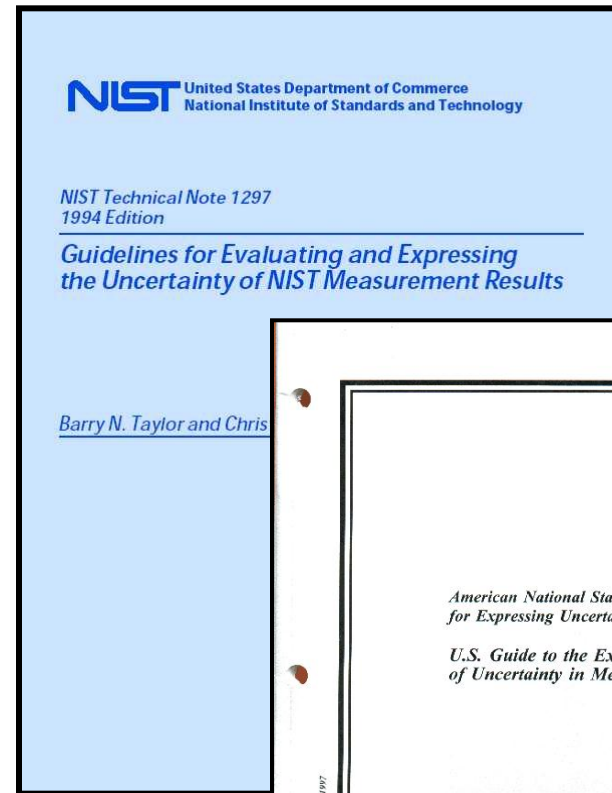 NIST United States Department of Commerce
National Institute of Standards and Technology
NIST Technical Note 1297
1994 Edition
Guidelines for Evaluating and Expressing
the Uncertainty of NIST Measurement Results
Barry N. Taylor and Chris
American National Sta
for Expressing Uncerta
U.S. Guide to the Ex
of Uncertainty in Me
1997